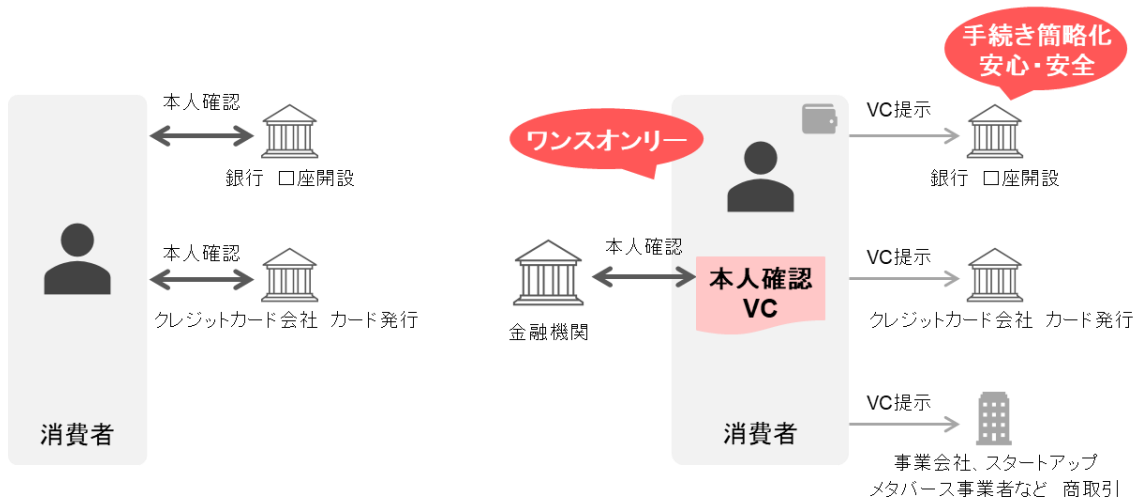 本人確認
銀行 口座開設
本人確認
クレジットカード会社 カード発行
消費者
ワンスオンリー
手続き簡略化
安心・安全
VC提示
銀行 口座開設
本人確認
金融機関
本人確認
VC
VC提示
クレジットカード会社 カード発行
VC提示
消費者
事業会社、スタートアップ
メタバース事業者など 商取引